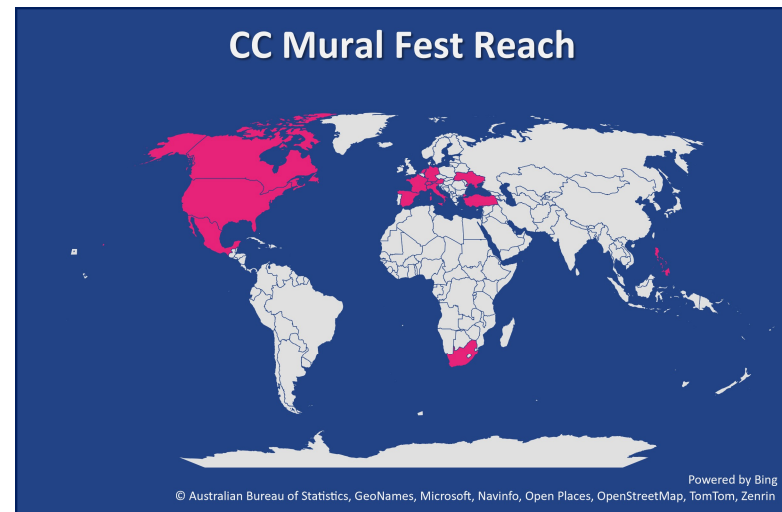 CC Mural Fest Reach
Powered by Bing
© Australian Bureau of Statistics, GeoNames, Microsoft, Navinfo, Open Places, OpenStreetMap, TomTom, Zenrin